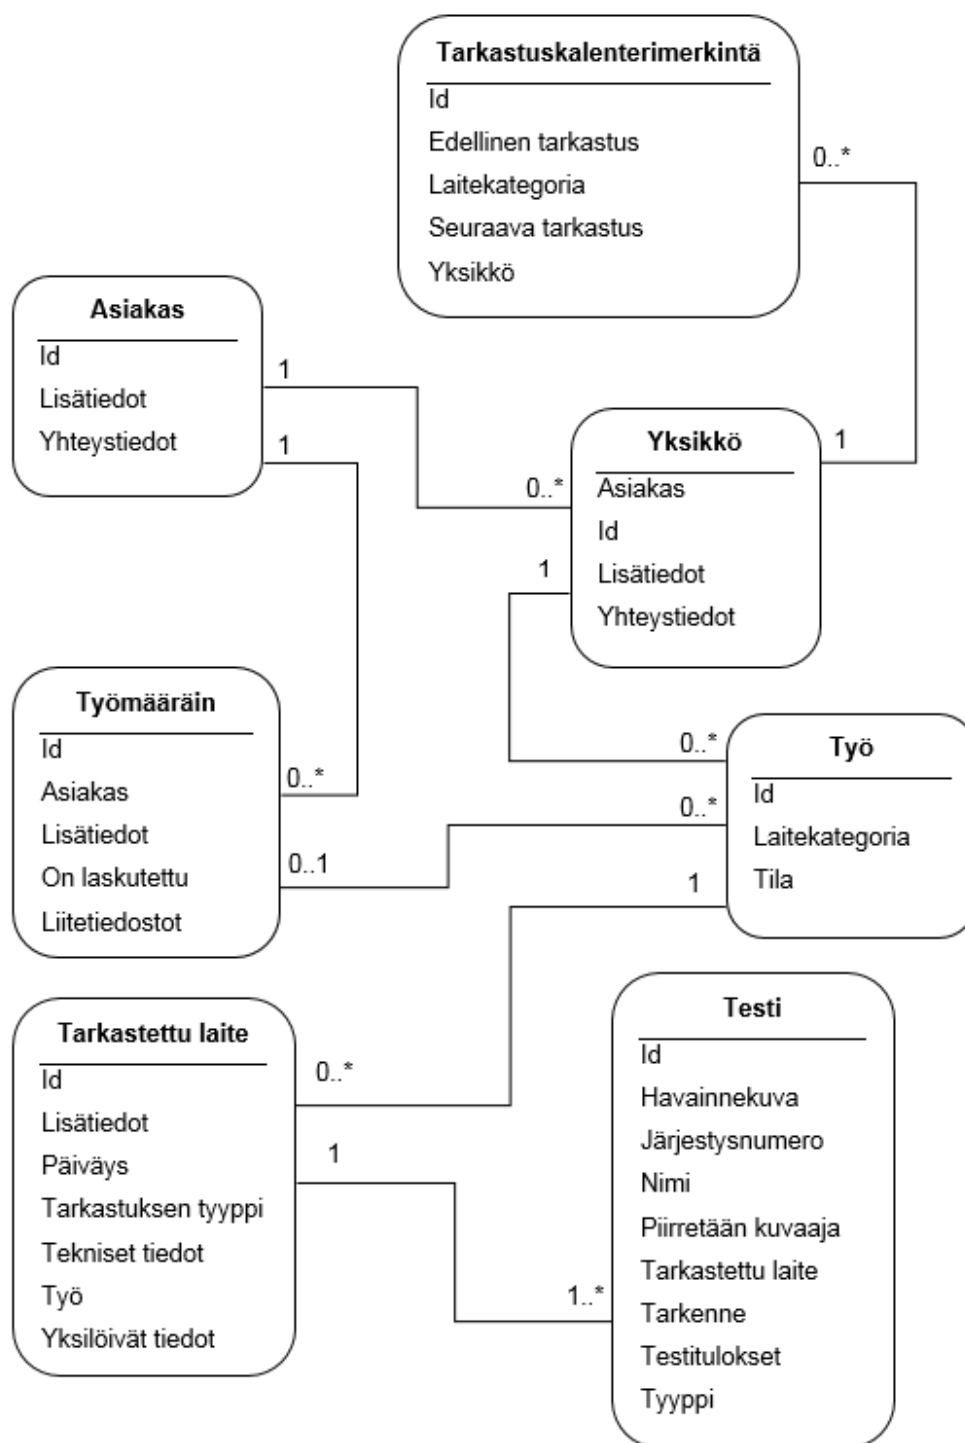 Tarkastuskalenterimerkintä
Id
Edellinen tarkastus
Laitekategoria
Seuraava tarkastus
Yksikkö
0..*
Asiakas
Id
Lisätiedot
Yhteystiedot
1
1
Yksikkö
Asiakas
Id
Lisätiedot
Yhteystiedot
1
0..*
1
Työmääräin
Id
Asiakas
Lisätiedot
On laskutettu
Liitetiedostot
0..*
0..1
Työ
Id
Laitekategoria
Tila
0..*
0..*
1
Tarkastettu laite
Id
Lisätiedot
Päiväys
Tarkastuksen tyyppi
Tekniset tiedot
Työ
Yksilöivät tiedot
0..*
1
Testi
Id
Havainnekuva
Järjestysnumero
Nimi
Piirretään kuvaaja
Tarkastettu laite
Tarkenne
Testitulokset
Tyyppi
1..*